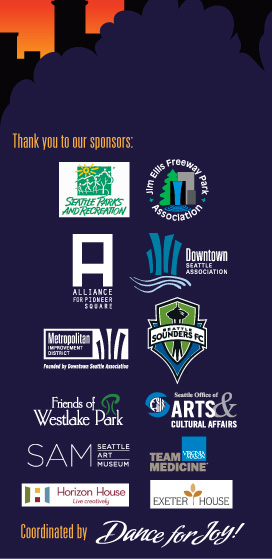 Thank you to our sponsors:
SEATTLE PARKS
AND RECREATION
Jim Ellis Freeway Park
Association
ALLIANCE
FOR PIONEER
SQUARE
Downtown
SEATTLE
ASSOCIATION
Metropolitan
IMPROVEMENT
DISTRICT
Founded by Downtown Seattle Association
SEATTLE
SOUNDERS FC
Friends of
Westlake Park
Seattle Office of
ARTS&
CULTURAL AFFAIRS
SAM
SEATTLE
ART
MUSEUM
TEAM
MEDICINE
Horizon House
Live creatively
EXETER HOUSE
Coordinated by Dance for Joy!